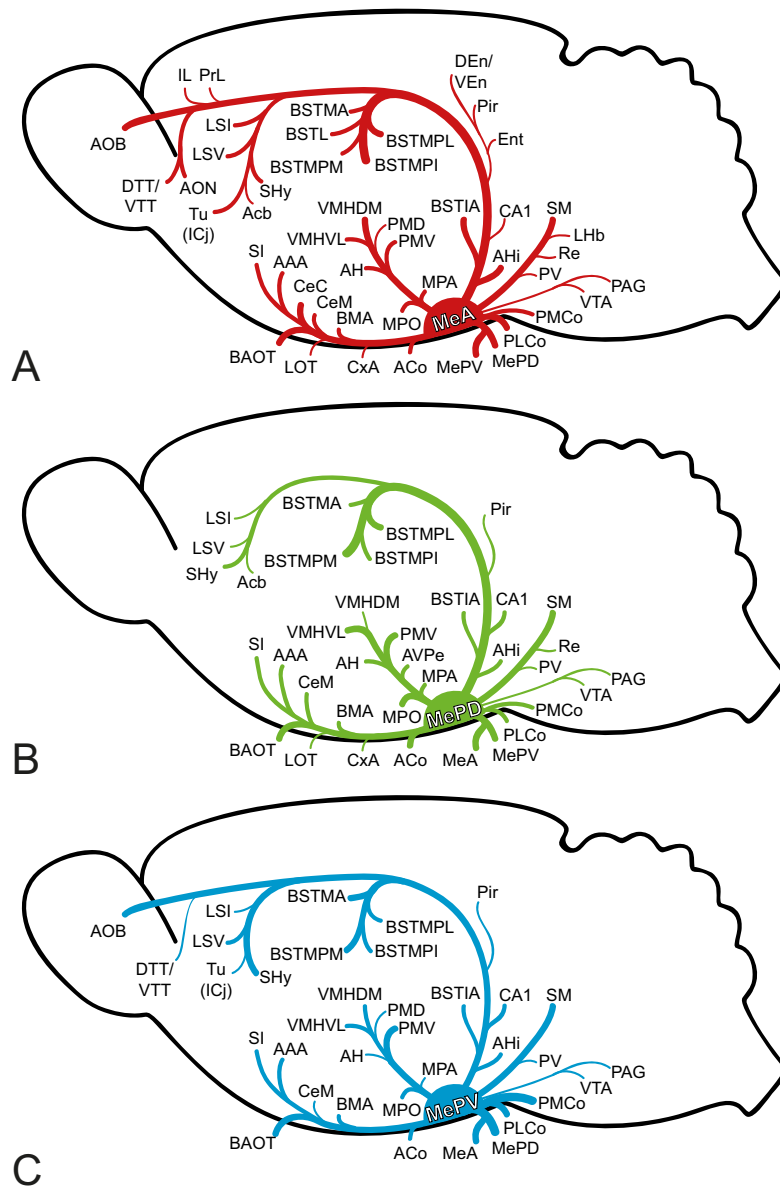 IL PrL
DEn/
VEn
Pir
Ent
AOB
LSI
LSV
BSTMA
BSTL
BSTMPM
BSTMPL
BSTMPI
DTT/
VTT
AON
Tu
(ICj)
Acb
SHy
VMHDM
PMD
PMV
VMHVL
AH
BSTIA
CA1
SM
LHb
Re
PV
AHi
PAG
VTA
SI
AAA
CeC
CeM
BMA
MPA
MPO
MeA
PMCo
PLCo
MePD
MePV
ACo
CxA
LOT
BAOT
A
LSI
LSV
SHy
Acb
BSTMA
BSTMPM
BSTMPL
BSTMPI
Pir
VMHDM
VMHVL
PMV
AVPe
AH
BSTIA
CA1
SM
Re
PV
AHi
PAG
VTA
SI
AAA
CeM
BMA
MPA
MPO
MePD
PMCo
PLCo
MePV
MeA
ACo
CxA
LOT
BAOT
B
AOB
DTT/
VTT
LSI
LSV
Tu
(ICj)
SHy
BSTMA
BSTMPM
BSTMPL
BSTMPI
Pir
VMHDM
PMD
PMV
VMHVL
AH
BSTIA
CA1
SM
PV
AHi
PAG
VTA
SI
AAA
CeM
BMA
MPA
MPO
MePV
PMCo
PLCo
MePD
MeA
ACo
BAOT
C